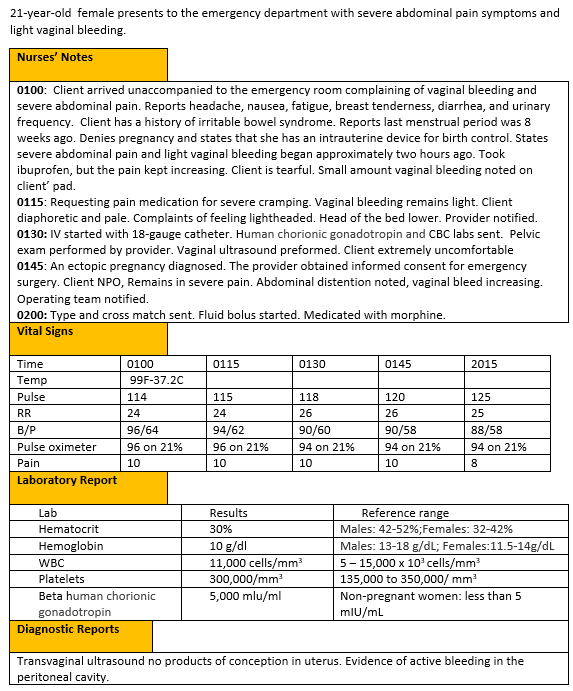 21-year-old  female presents to the emergency department with severe abdominal pain symptoms and
light vaginal bleeding.
Nurses’ Notes
0100:  Client arrived unaccompanied to the emergency room complaining of vaginal bleeding and
severe abdominal pain. Reports headache, nausea, fatigue, breast tenderness, diarrhea, and urinary
frequency.  Client has a history of irritable bowel syndrome. Reports last menstrual period was 8
weeks ago. Denies pregnancy and states that she has an intrauterine device for birth control. States
severe abdominal pain and light vaginal bleeding began approximately two hours ago. Took
ibuprofen, but the pain kept increasing. Client is tearful. Small amount vaginal bleeding noted on
client’ pad.
0115: Requesting pain medication for severe cramping. Vaginal bleeding remains light. Client
diaphoretic and pale. Complaints of feeling lightheaded. Head of the bed lower. Provider notified.
0130: IV started with 18-gauge catheter. Human chorionic gonadotropin and CBC labs sent.  Pelvic
exam performed by provider. Vaginal ultrasound preformed. Client extremely uncomfortable
0145: An ectopic pregnancy diagnosed. The provider obtained informed consent for emergency
surgery. Client NPO, Remains in severe pain. Abdominal distention noted, vaginal bleed increasing.
Operating team notified.
0200: Type and cross match sent. Fluid bolus started. Medicated with morphine.
Vital Signs
Time 0100 0115 0130 0145 2015
Temp 99F-37.2C
Pulse 114 115 118 120 125
RR 24 24 26 26 25
B/P 96/64 94/62 90/60 90/58 88/58
Pulse oximeter 96 on 21% 96 on 21% 94 on 21% 94 on 21% 94 on 21%
Pain 10 10 10 10 8
Laboratory Report
Lab Results Reference range
Hematocrit 30% Males: 42-52%;Females: 32-42%
Hemoglobin 10 g/dl Males: 13-18 g/dL; Females:11.5-14g/dL
WBC 11,000 cells/mm³ 5 – 15,000 x 10³ cells/mm³
Platelets 300,000/mm³ 135,000 to 350,000/ mm³
Beta human chorionic 5,000 mlu/ml Non-pregnant women: less than 5
gonadotropin mIU/mL
Diagnostic Reports
Transvaginal ultrasound no products of conception in uterus. Evidence of active bleeding in the
peritoneal cavity.